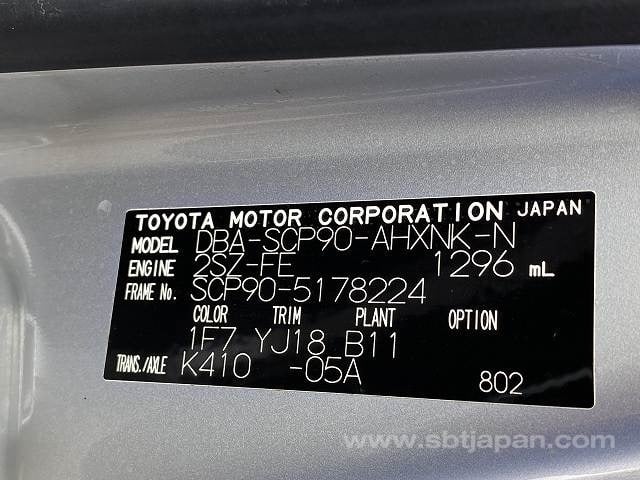 TOYOTA MOTOR CORPORATION JAPAN
MODEL DBA-SCP90-AHXNK-N
ENGINE 2SZ-FE 1296 mL
FRAME No. SCP90-5178224
COLOR TRIM PLANT OPTION
1F7 YJ18 B11
TRANS./AXLE K410 -05A
802
www.sbtjapan.com